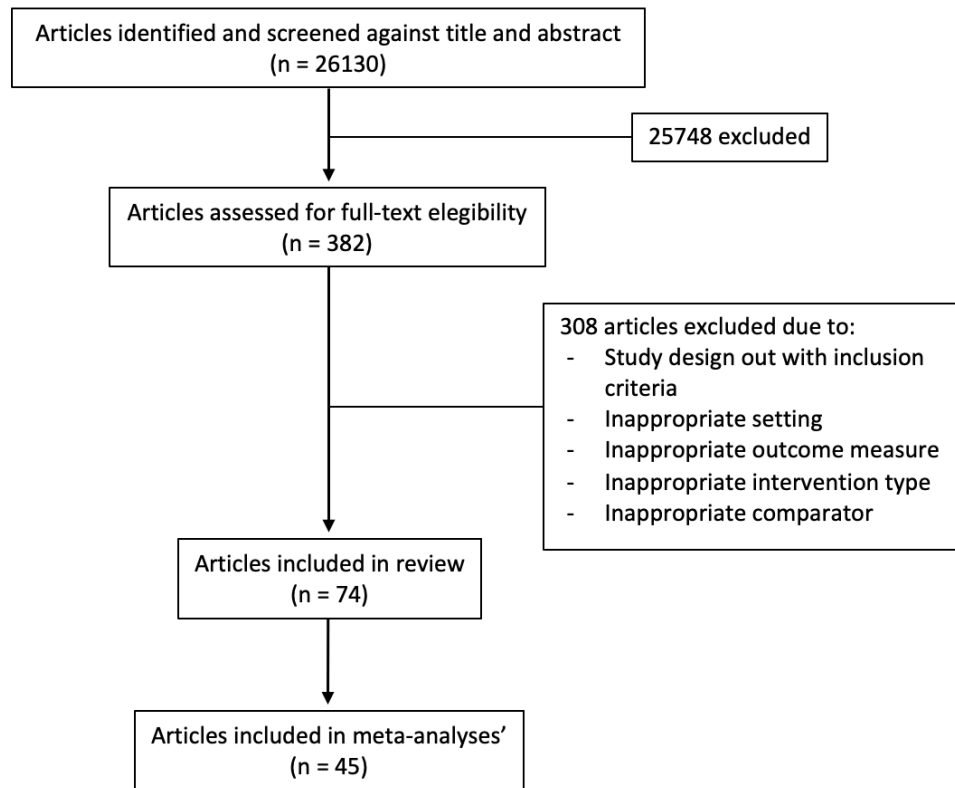 Articles identified and screened against title and abstract
(n = 26130)
25748 excluded
Articles assessed for full-text elegibility
(n = 382)
308 articles excluded due to:
- Study design out with inclusion
criteria
- Inappropriate setting
- Inappropriate outcome measure
- Inappropriate intervention type
- Inappropriate comparator
Articles included in review
(n = 74)
Articles included in meta-analyses’
(n = 45)